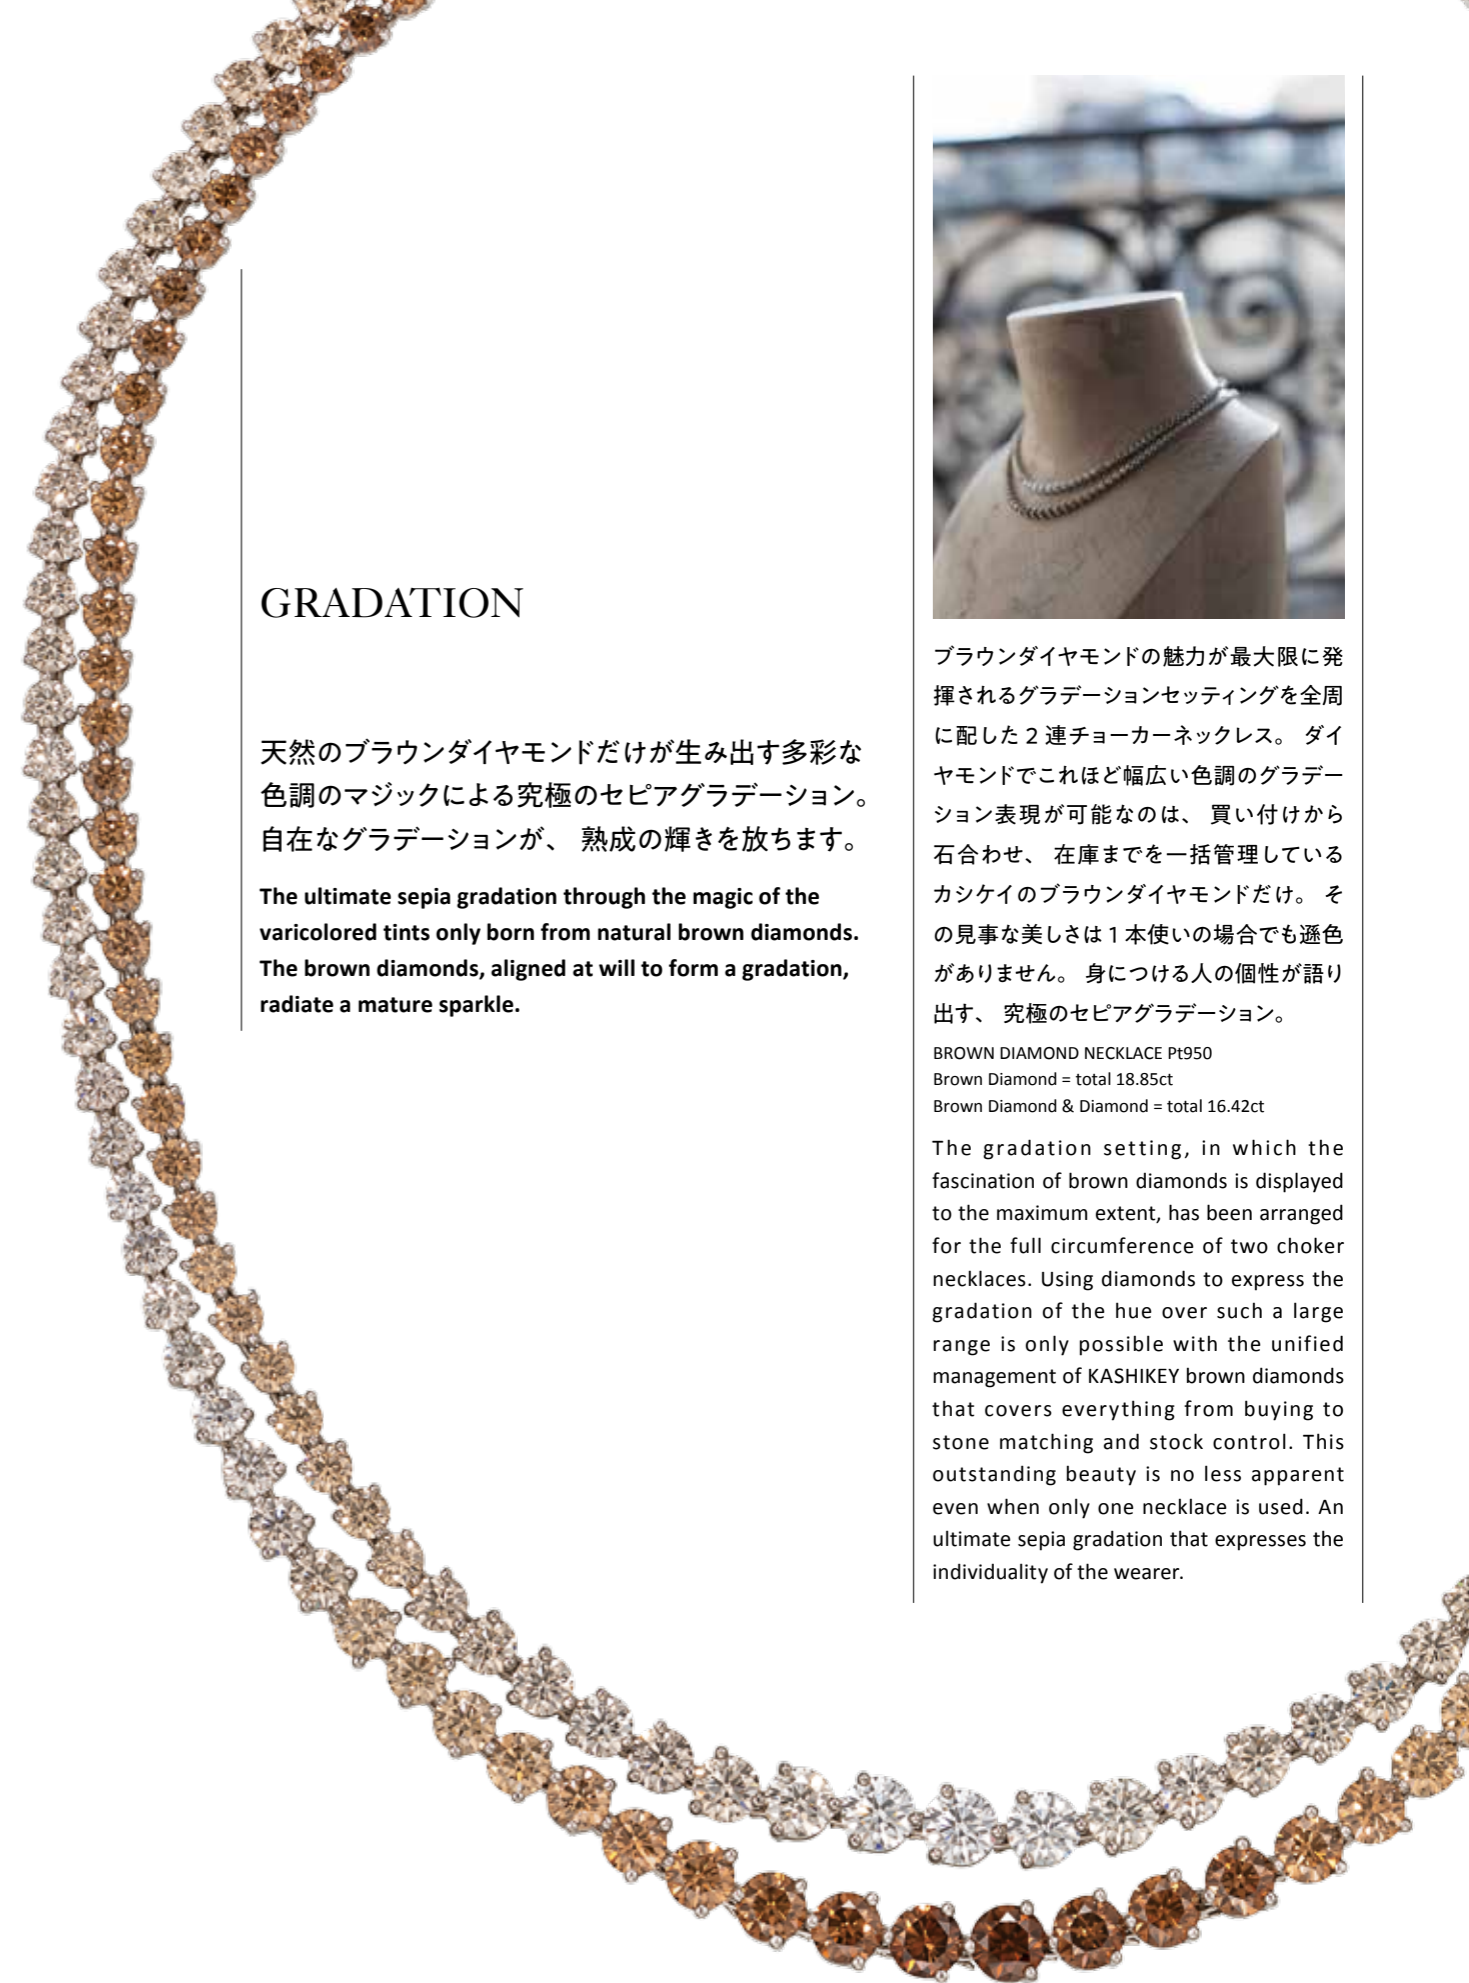 GRADATION
天然のブラウンダイヤモンドだけが生み出す多彩な
色調のマジックによる究極のセピアグラデーション。
自在なグラデーションが、 熟成の輝きを放ちます。
The ultimate sepia gradation through the magic of the
varicolored tints only born from natural brown diamonds.
The brown diamonds, aligned at will to form a gradation,
radiate a mature sparkle.
ブラウンダイヤモンドの魅力が最大限に発
揮されるグラデーションセッティングを全周
に配した 2 連チョーカーネックレス。 ダイ
ヤモンドでこれほど幅広い色調のグラデー
ション表現が可能なのは、 買い付けから
石合わせ、 在庫までを一括管理している
カシケイのブラウンダイヤモンドだけ。 そ
の見事な美しさは 1 本使いの場合でも遜色
がありません。 身につける人の個性が語り
出す、 究極のセピアグラデーション。
BROWN DIAMOND NECKLACE Pt950
Brown Diamond = total 18.85ct
Brown Diamond & Diamond = total 16.42ct
The gradation setting, in which the
fascination of brown diamonds is displayed
to the maximum extent, has been arranged
for the full circumference of two choker
necklaces. Using diamonds to express the
gradation of the hue over such a large
range is only possible with the unified
management of KASHIKEY brown diamonds
that covers everything from buying to
stone matching and stock control. This
outstanding beauty is no less apparent
even when only one necklace is used. An
ultimate sepia gradation that expresses the
individuality of the wearer.